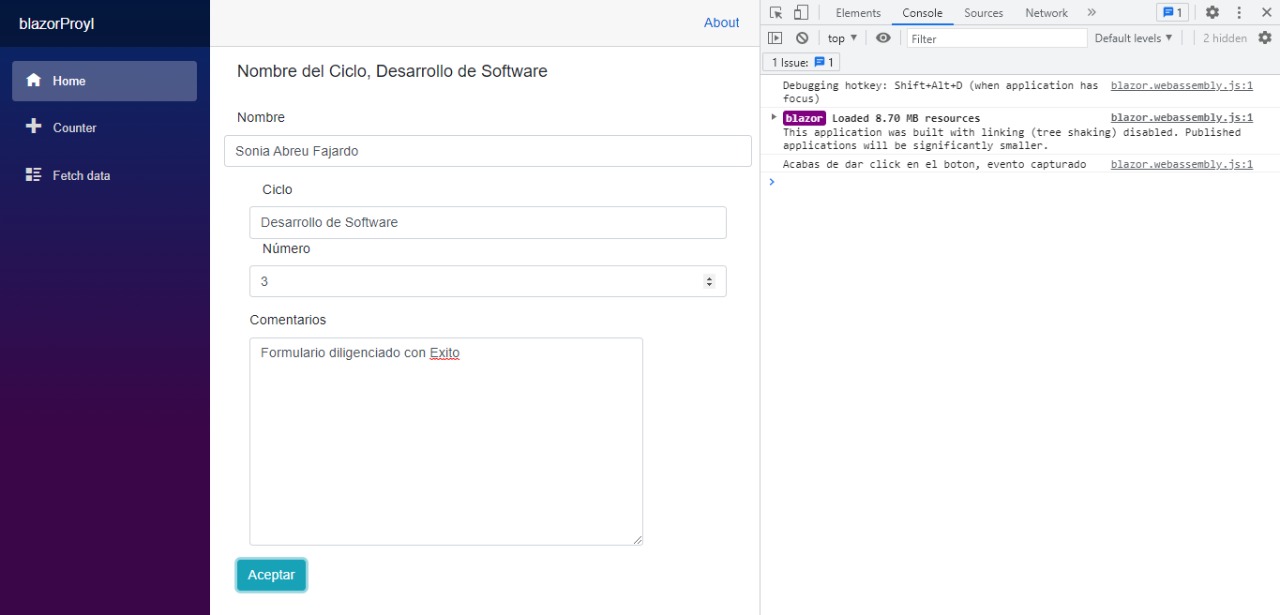 blazorProyl
Home
Counter
Fetch data
About
Nombre del Ciclo, Desarrollo de Software
Nombre
Sonia Abreu Fajardo
Ciclo
Desarrollo de Software
Número
3
Comentarios
Formulario diligenciado con Exito
Aceptar
Elements Console Sources Network » 1
top Filter Default levels 2 hidden
1 Issue: 1
Debugging hotkey: Shift+Alt+D (when application has blazor.webassembly.js:1
focus)
blazor Loaded 8.70 MB resources blazor.webassembly.js:1
This application was built with linking (tree shaking) disabled. Published
applications will be significantly smaller.
Acabas de dar click en el boton, evento capturado blazor.webassembly.js:1